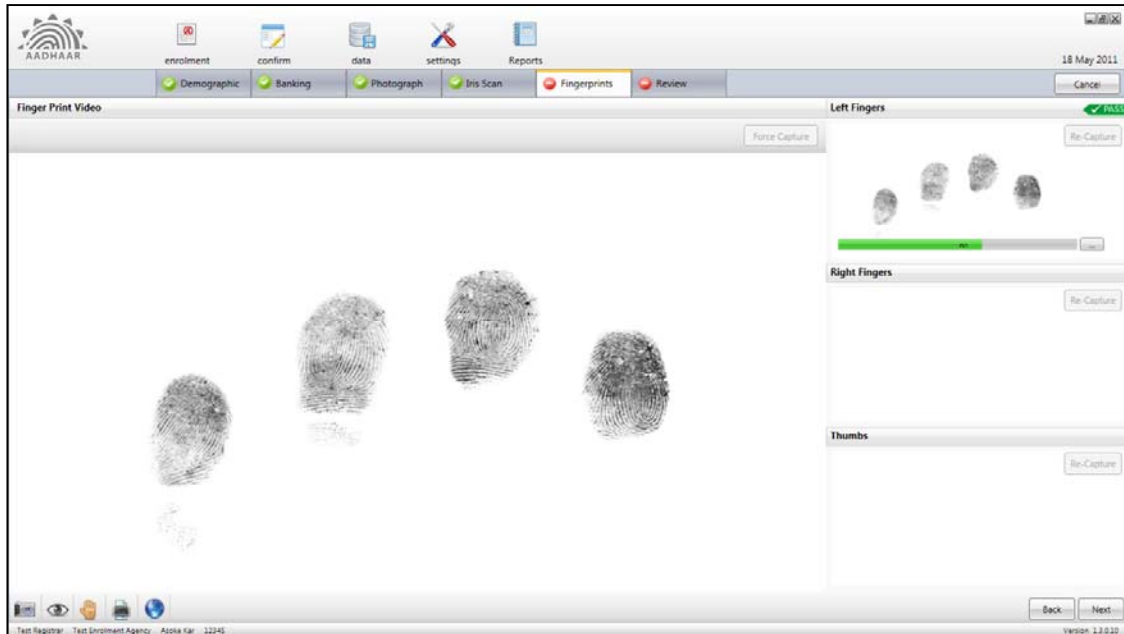 AADHAAR
enrolment confirm data settings Reports
18 May 2011
Demographic Banking Photograph Iris Scan Fingerprints Review Cancel
Finger Print Video
Force Capture
Left Fingers PASS
Re-Capture
...
Right Fingers
Re-Capture
Thumbs
Re-Capture
Back Next
Test Registrar Test Enrolment Agency Asoka Kar 12345 Version 1.3.0.10